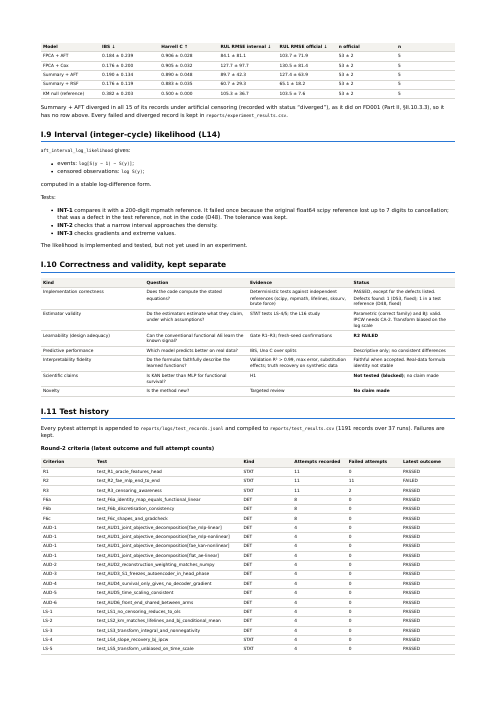 Model IBS ↓ Harrell C ↑ RUL RMSE internal ↓ RUL RMSE official ↓ n official n
FPCA + AFT 0.184 ± 0.239 0.906 ± 0.028 84.1 ± 81.1 103.7 ± 71.9 53 ± 2 5
FPCA + Cox 0.176 ± 0.200 0.905 ± 0.032 127.7 ± 97.7 130.5 ± 81.4 53 ± 2 5
Summary + AFT 0.190 ± 0.134 0.890 ± 0.048 89.7 ± 42.3 127.4 ± 63.9 53 ± 2 5
Summary + RSF 0.176 ± 0.119 0.883 ± 0.035 60.7 ± 29.3 65.1 ± 18.2 53 ± 2 5
KM null (reference) 0.382 ± 0.203 0.500 ± 0.000 105.3 ± 36.7 103.5 ± 7.6 53 ± 2 5
Summary + AFT diverged in all 15 of its records under artificial censoring (recorded with status "diverged"), as it did on FD001 (Part II, §II.10.3.3), so it
has no row above. Every failed and diverged record is kept in reports/experiment_results.csv.
I.9 Interval (integer-cycle) likelihood (L14)
aft_interval_log_likelihood gives:
• events: log[S(y − 1) − S(y)];
• censored observations: log S(y);
computed in a stable log-difference form.
Tests:
• INT-1 compares it with a 200-digit mpmath reference. It failed once because the original float64 scipy reference lost up to 7 digits to cancellation;
that was a defect in the test reference, not in the code (D48). The tolerance was kept.
• INT-2 checks that a narrow interval approaches the density.
• INT-3 checks gradients and extreme values.
The likelihood is implemented and tested, but not yet used in an experiment.
I.10 Correctness and validity, kept separate
Kind Question Evidence Status
Implementation correctness Does the code compute the stated equations? Deterministic tests against independent references (scipy, mpmath, lifelines, sksurv, brute force) PASSED, except for the defects listed. Defects found: 1 (D53, fixed), 1 in a test reference (D48, fixed)
Estimator validity Do the estimators estimate what they claim, under which assumptions? STAT tests LS-4/5, the L16 study Parametric (correct family) and BJ: valid. IPCW needs CA-2. Transform biased on the log scale
Learnability (design adequacy) Can the conventional functional AE learn the known signal? Gate R1–R3; fresh-seed confirmations R2 FAILED
Predictive performance Which model predicts better on real data? IBS, Uno C over splits Descriptive only; no consistent differences
Interpretability fidelity Do the formulas faithfully describe the learned functions? Validation R² > 0.99, max error, substitution effects; truth recovery on synthetic data Faithful when accepted. Real-data formula identity not stable
Scientific claims Is KAN better than MLP for functional survival? H1 Not tested (blocked); no claim made
Novelty Is the method new? Targeted review No claim made
I.11 Test history
Every pytest attempt is appended to reports/logs/test_records.jsonl and compiled to reports/test_results.csv (1191 records over 37 runs). Failures are
kept.
Round-2 criteria (latest outcome and full attempt counts)
Criterion Test Kind Attempts recorded Failed attempts Latest outcome
R1 test_R1_oracle_features_head STAT 11 0 PASSED
R2 test_R2_fae_mlp_end_to_end STAT 11 11 FAILED
R3 test_R3_censoring_awareness STAT 11 2 PASSED
F6a test_F6a_identity_map_equals_functional_linear DET 8 0 PASSED
F6b test_F6b_discretisation_consistency DET 8 0 PASSED
F6c test_F6c_shapes_and_gradcheck DET 8 0 PASSED
AUD-1 test_AUD1_joint_objective_decomposition[fae_mlp-linear] DET 4 0 PASSED
AUD-1 test_AUD1_joint_objective_decomposition[fae_mlp-nonlinear] DET 4 0 PASSED
AUD-1 test_AUD1_joint_objective_decomposition[fae_kan-nonlinear] DET 4 0 PASSED
AUD-1 test_AUD1_joint_objective_decomposition[flat_ae-linear] DET 4 0 PASSED
AUD-2 test_AUD2_reconstruction_weighting_matches_numpy DET 4 0 PASSED
AUD-3 test_AUD3_S1_freezes_autoencoder_in_head_phase DET 4 0 PASSED
AUD-4 test_AUD4_survival_only_gives_no_decoder_gradient DET 4 0 PASSED
AUD-5 test_AUD5_time_scaling_consistent DET 4 0 PASSED
AUD-6 test_AUD6_front_end_shared_between_arms DET 4 0 PASSED
LS-1 test_LS1_no_censoring_reduces_to_ols DET 4 0 PASSED
LS-2 test_LS2_km_matches_lifelines_and_bj_conditional_mean DET 4 0 PASSED
LS-3 test_LS3_transform_integral_and_nonnegativity DET 4 0 PASSED
LS-4 test_LS4_slope_recovery_bj_ipcw STAT 4 0 PASSED
LS-5 test_LS5_transform_unbiased_on_time_scale STAT 4 0 PASSED